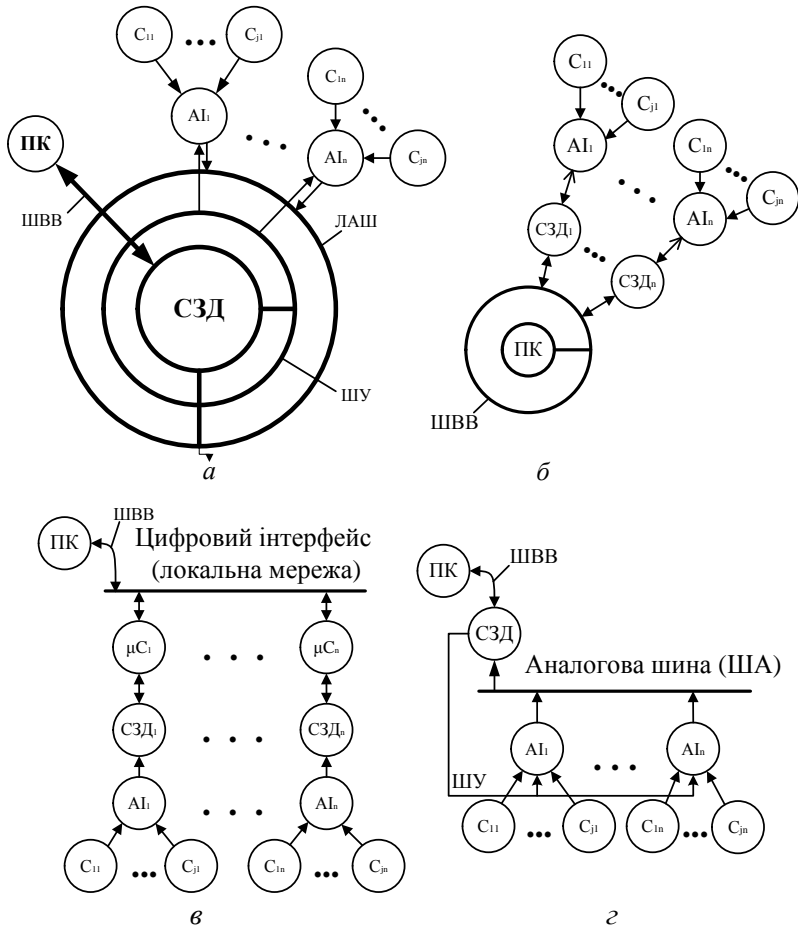 C11 ... Cj1
C1n
AI1
ПК
AIn
Cjn
ШВВ
ЛАШ
СЗД
ШУ
а
C11
Cj1
AI1
C1n
Cjn
AIn
СЗД1
СЗДn
ПК
ШВВ
б
ШВВ
ПК
Цифровий інтерфейс
(локальна мережа)
μC1 . . . μCn
СЗД1 . . . СЗДn
AI1 . . . AIn
C11 ... Cj1 C1n ... Cjn
в
ШВВ
ПК
СЗД
Аналогова шина (ША)
AI1 . . . AIn
ШУ
C11 ... Cj1 C1n ... Cjn
г